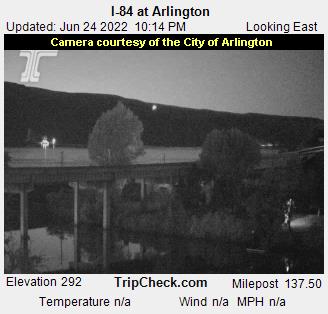 I-84 at Arlington
Updated: Jun 24 2022 10:14 PM Looking East
Camera courtesy of the City of Arlington
Elevation 292 TripCheck.com Milepost 137.50
Temperature n/a Wind n/a MPH n/a